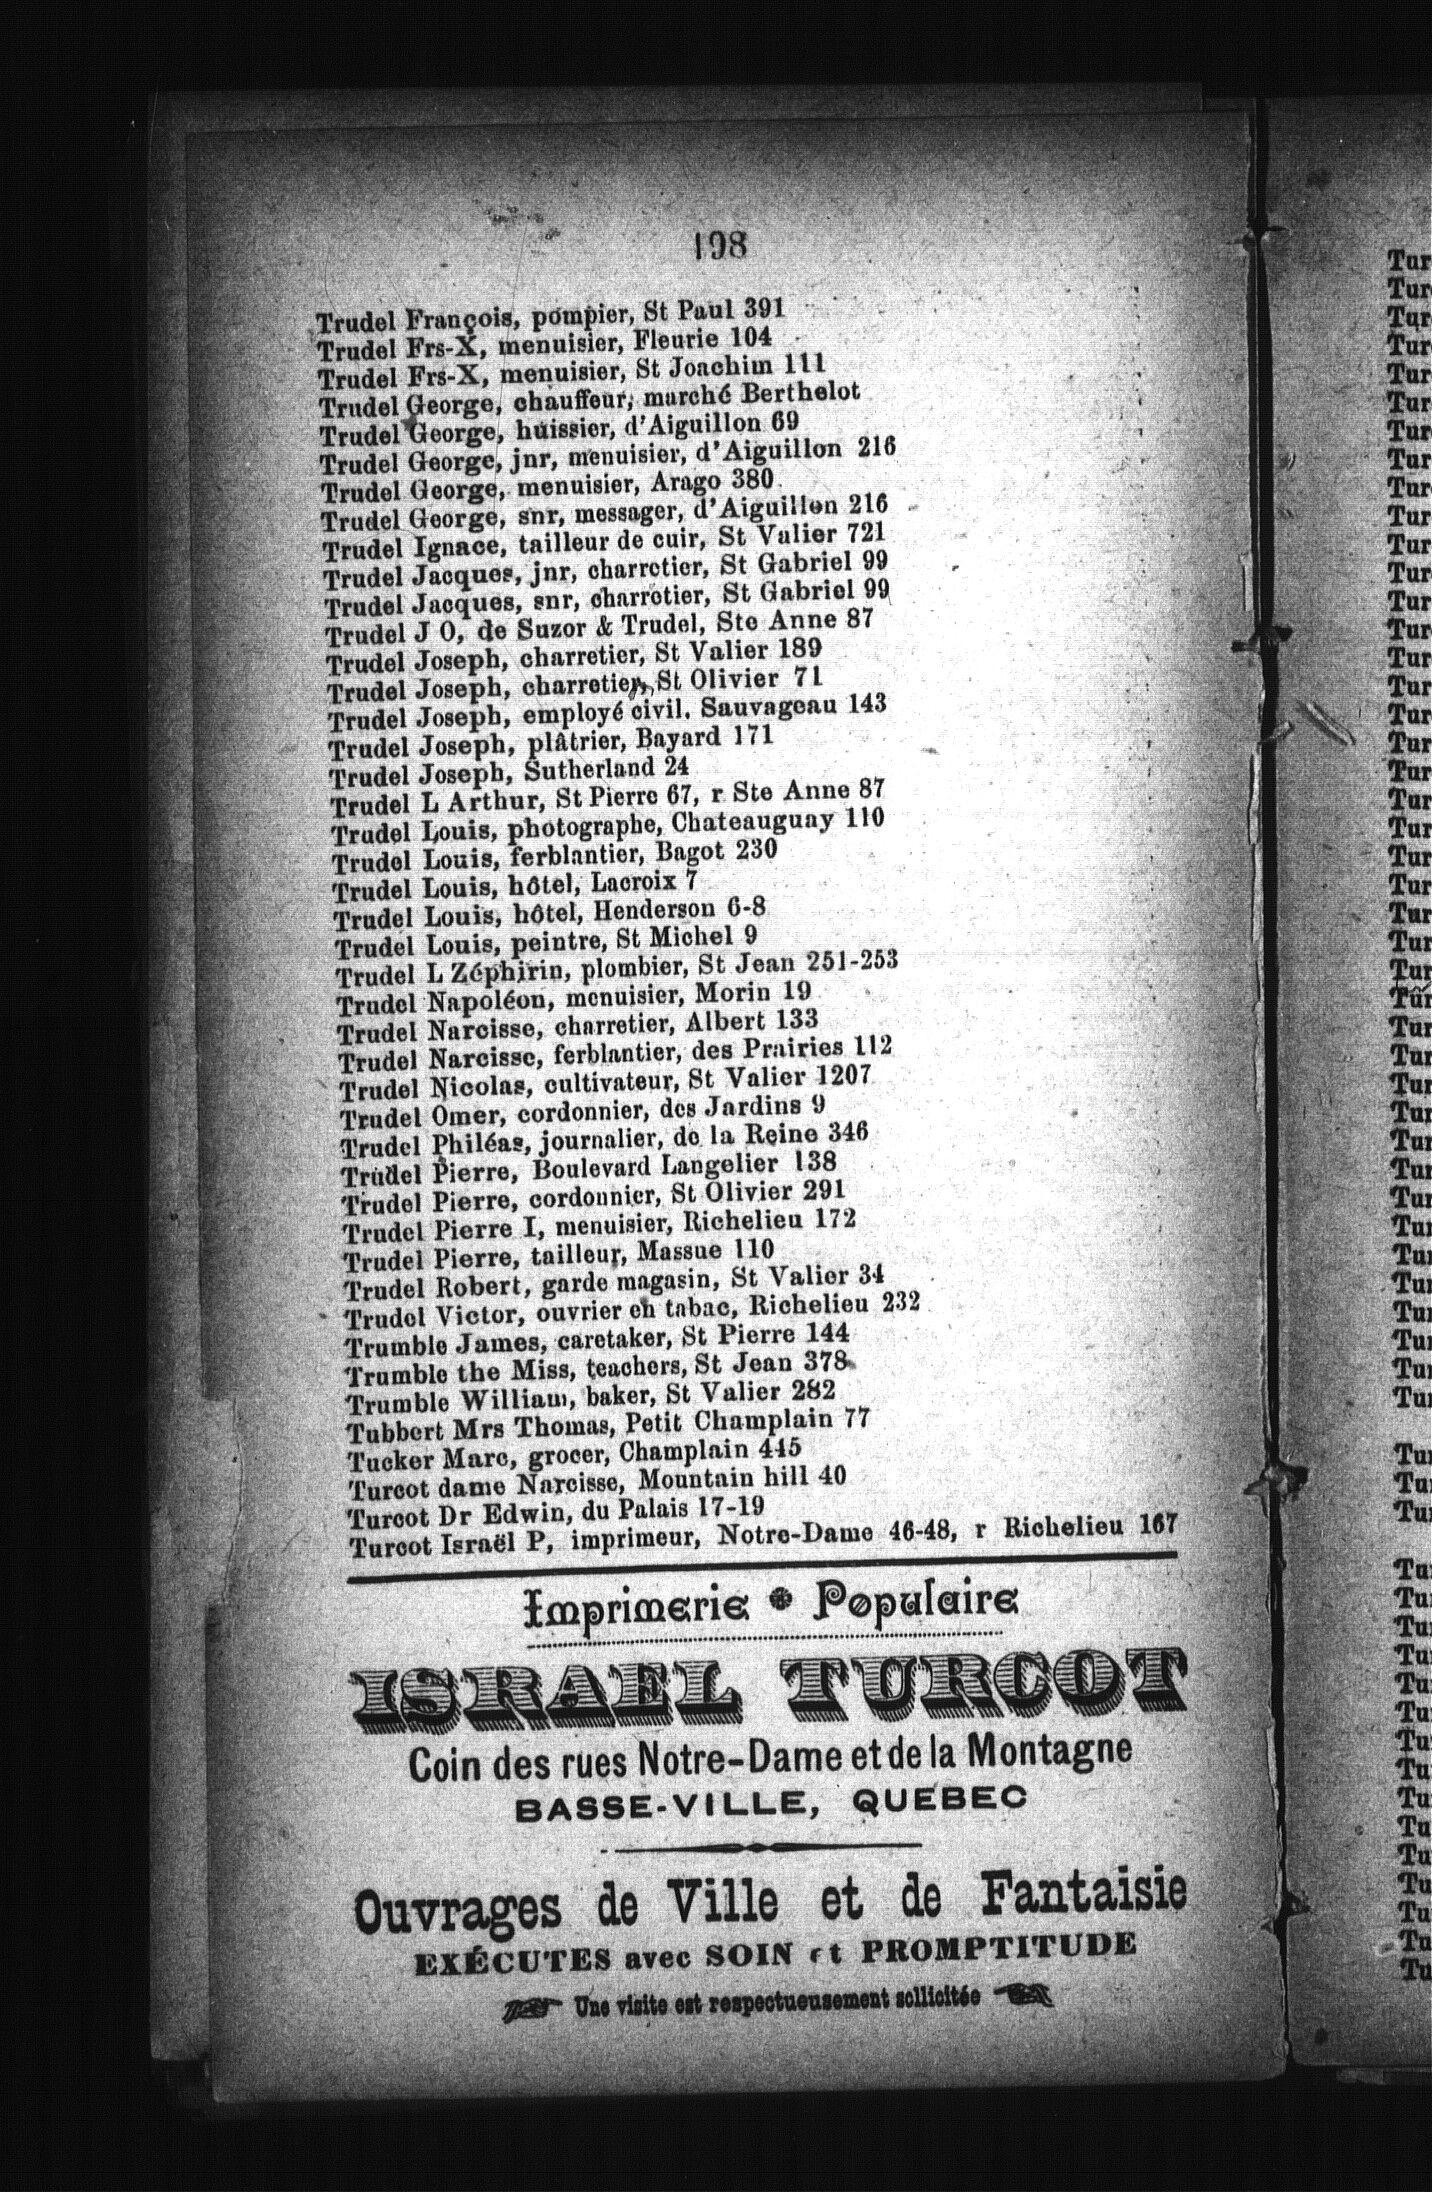 198
Trudel François, pompier, St Paul 391
Trudel Frs-X, menuisier, Fleurie 104
Trudel Frs-X, menuisier, St Joachim 111
Trudel George, chauffeur, marché Berthelot
Trudel George, huissier, d'Aiguillon 69
Trudel George, jnr, menuisier, d'Aiguillon 216
Trudel George, menuisier, Arago 380
Trudel George, snr, messager, d'Aiguillon 216
Trudel Ignace, tailleur de cuir, St Valier 721
Trudel Jacques, jnr, charretier, St Gabriel 99
Trudel Jacques, snr, charretier, St Gabriel 99
Trudel J O, de Suzor & Trudel, Ste Anne 87
Trudel Joseph, charretier, St Valier 189
Trudel Joseph, charretier, St Olivier 71
Trudel Joseph, employé civil, Sauvageau 143
Trudel Joseph, plâtrier, Bayard 171
Trudel Joseph, Sutherland 24
Trudel L Arthur, St Pierre 67, r Ste Anne 87
Trudel Louis, photographe, Chateauguay 110
Trudel Louis, ferblantier, Bagot 230
Trudel Louis, hôtel, Lacroix 7
Trudel Louis, hôtel, Henderson 6-8
Trudel Louis, peintre, St Michel 9
Trudel L Zéphirin, plombier, St Jean 251-253
Trudel Napoléon, menuisier, Morin 19
Trudel Narcisse, charretier, Albert 133
Trudel Narcisse, ferblantier, des Prairies 112
Trudel Nicolas, cultivateur, St Valier 1207
Trudel Omer, cordonnier, des Jardins 9
Trudel Philéas, journalier, de la Reine 346
Trudel Pierre, Boulevard Langelier 138
Trudel Pierre, cordonnier, St Olivier 291
Trudel Pierre I, menuisier, Richelieu 172
Trudel Pierre, tailleur, Massue 110
Trudel Robert, garde magasin, St Valier 34
Trudel Victor, ouvrier en tabac, Richelieu 232
Trumble James, caretaker, St Pierre 144
Trumble the Miss, teachers, St Jean 378
Trumble William, baker, St Valier 282
Tubbert Mrs Thomas, Petit Champlain 77
Tucker Marc, grocer, Champlain 445
Turcot dame Narcisse, Mountain hill 40
Turcot Dr Edwin, du Palais 17-19
Turcot Israël P, imprimeur, Notre-Dame 46-48, r Richelieu 167
Imprimerie Populaire
ISRAEL TURCOT
Coin des rues Notre-Dame et de la Montagne
BASSE-VILLE, QUEBEC
Ouvrages de Ville et de Fantaisie
EXÉCUTES avec SOIN et PROMPTITUDE
Une visite est respectueusement sollicitée